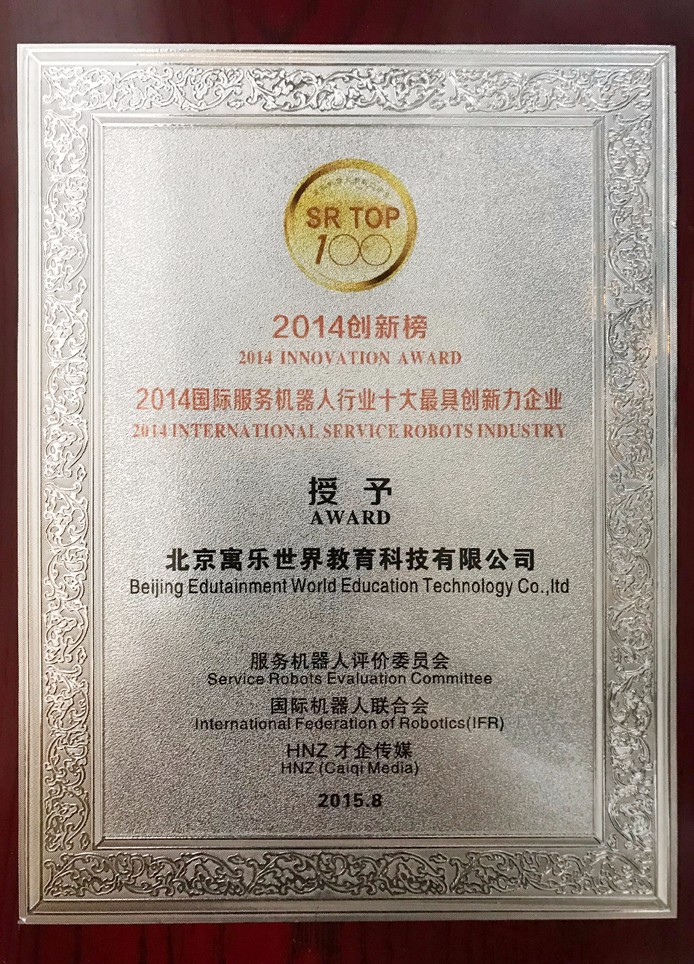 SR TOP
100
2014创新榜
2014 INNOVATION AWARD
2014国际服务机器人行业十大最具创新力企业
2014 INTERNATIONAL SERVICE ROBOTS INDUSTRY
授予
AWARD
北京寓乐世界教育科技有限公司
Beijing Edutainment World Education Technology Co.,ltd
服务机器人评价委员会
Service Robots Evaluation Committee
国际机器人联合会
International Federation of Robotics(IFR)
HNZ 才企传媒
HNZ (Caiqi Media)
2015.8